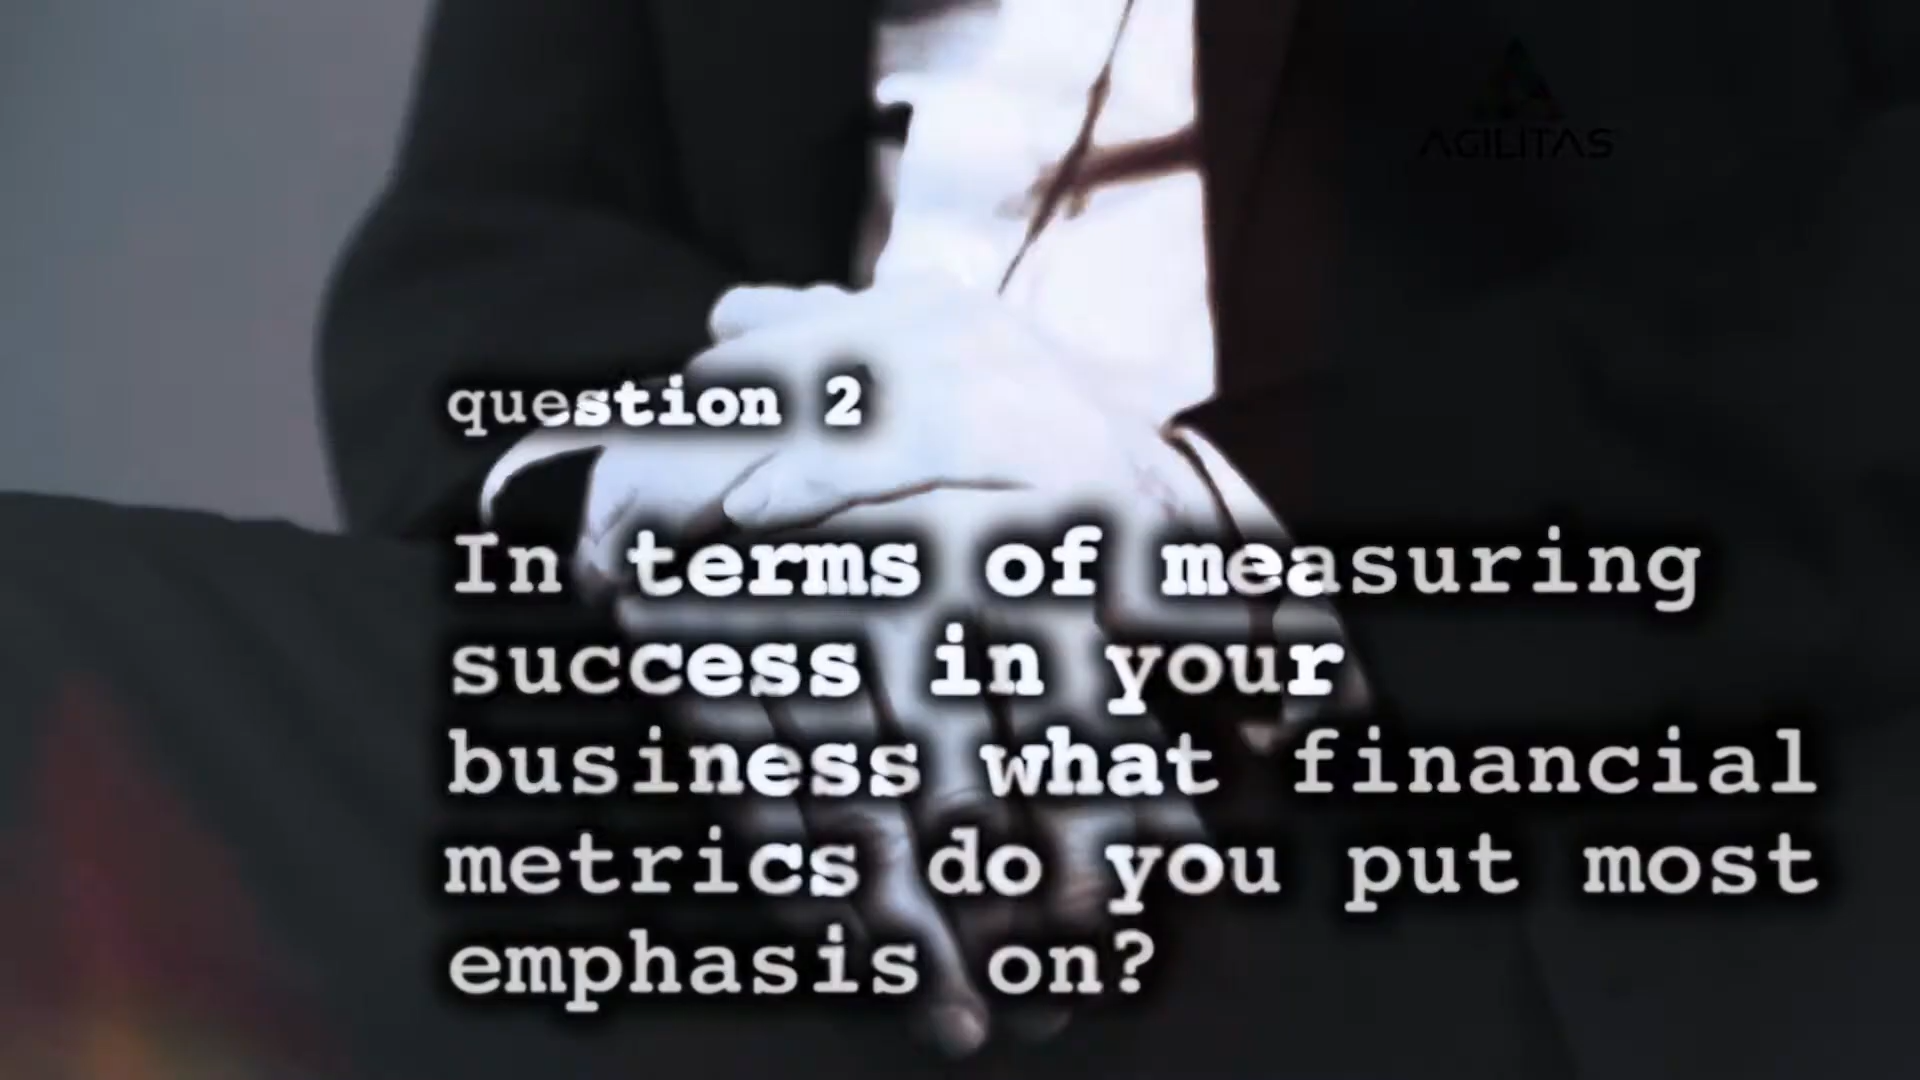 AGILITAS
question 2
In terms of measuring
success in your
business what financial
metrics do you put most
emphasis on?